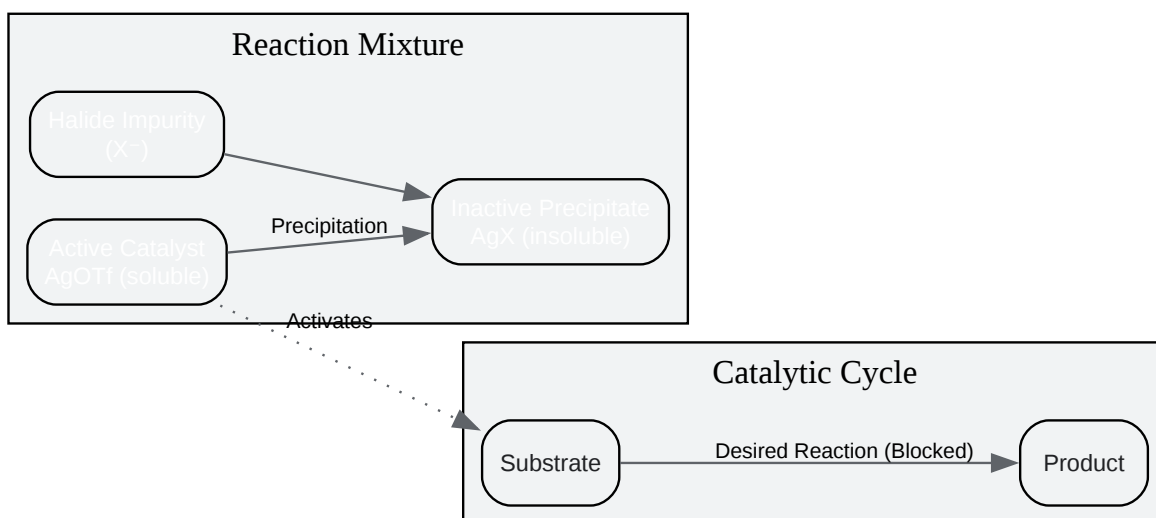 Reaction Mixture
Halide Impurity
(X⁻)
Active Catalyst
AgOTf (soluble)
Precipitation
Inactive Precipitate
AgX (insoluble)
Activates
Catalytic Cycle
Substrate
Desired Reaction (Blocked)
Product